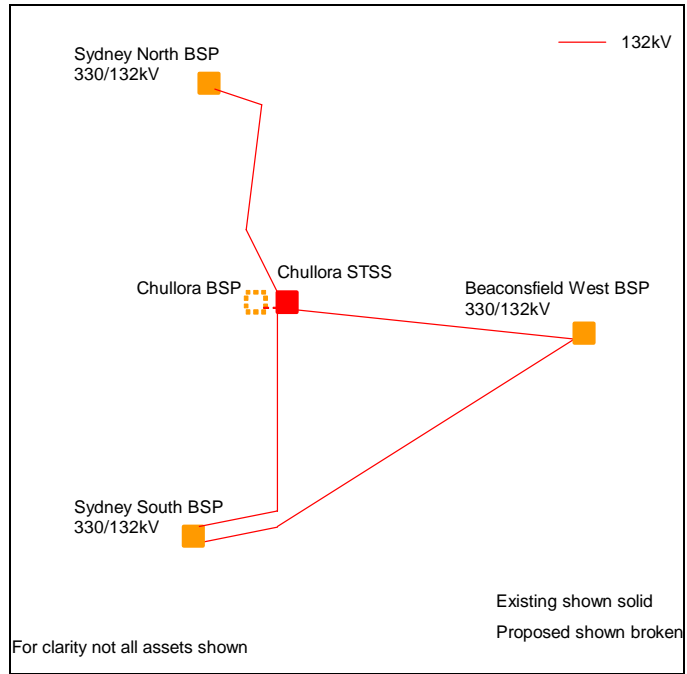 Sydney North BSP
330/132kV
132kV
Chullora STSS
Chullora BSP
Beaconsfield West BSP
330/132kV
Sydney South BSP
330/132kV
Existing shown solid
Proposed shown broken
For clarity not all assets shown